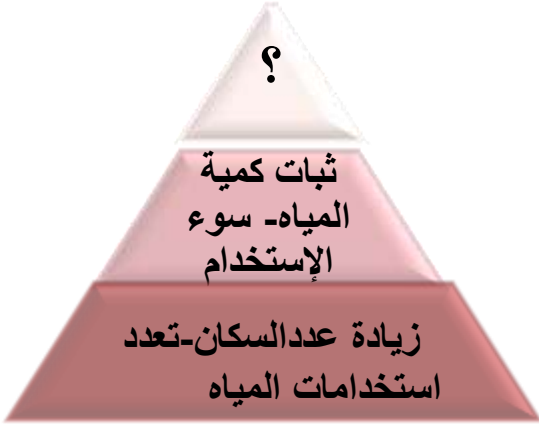 ؟
ثبات كمية
المياه- سوء
الإستخدام
زيادة عددالسكان-تعدد
استخدامات المياه